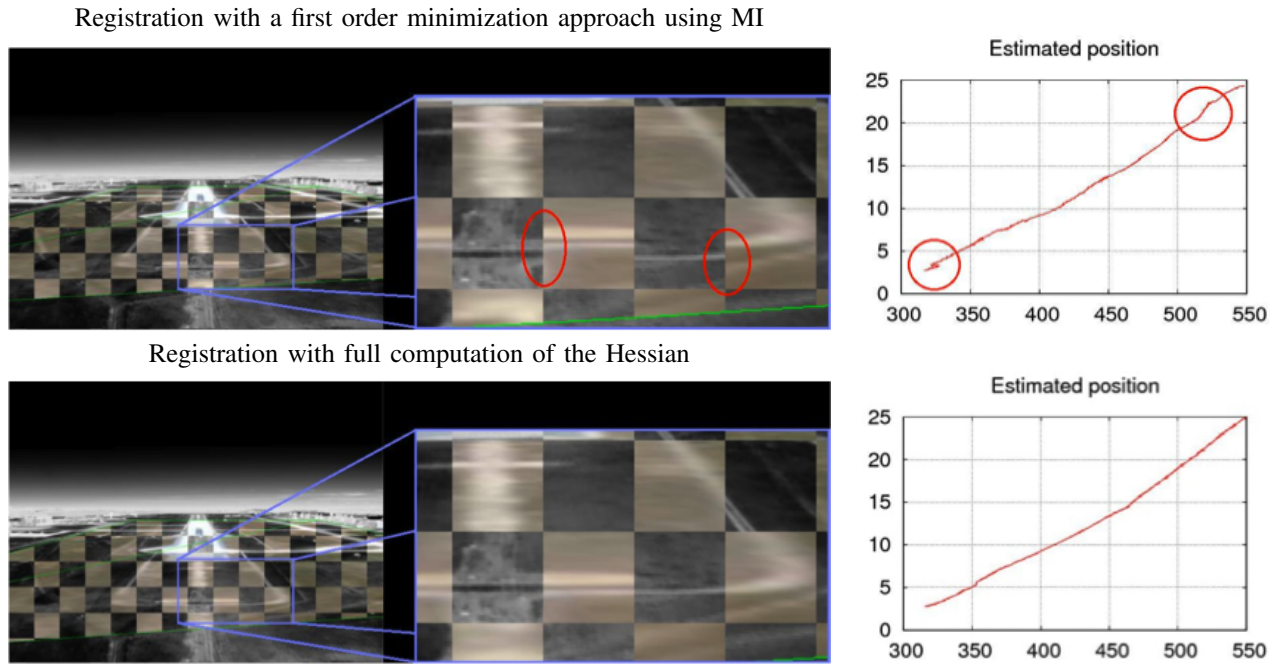 Registration with a first order minimization approach using MI
Estimated position
25
20
15
10
5
0
300 350 400 450 500 550
Registration with full computation of the Hessian
Estimated position
25
20
15
10
5
0
300 350 400 450 500 550